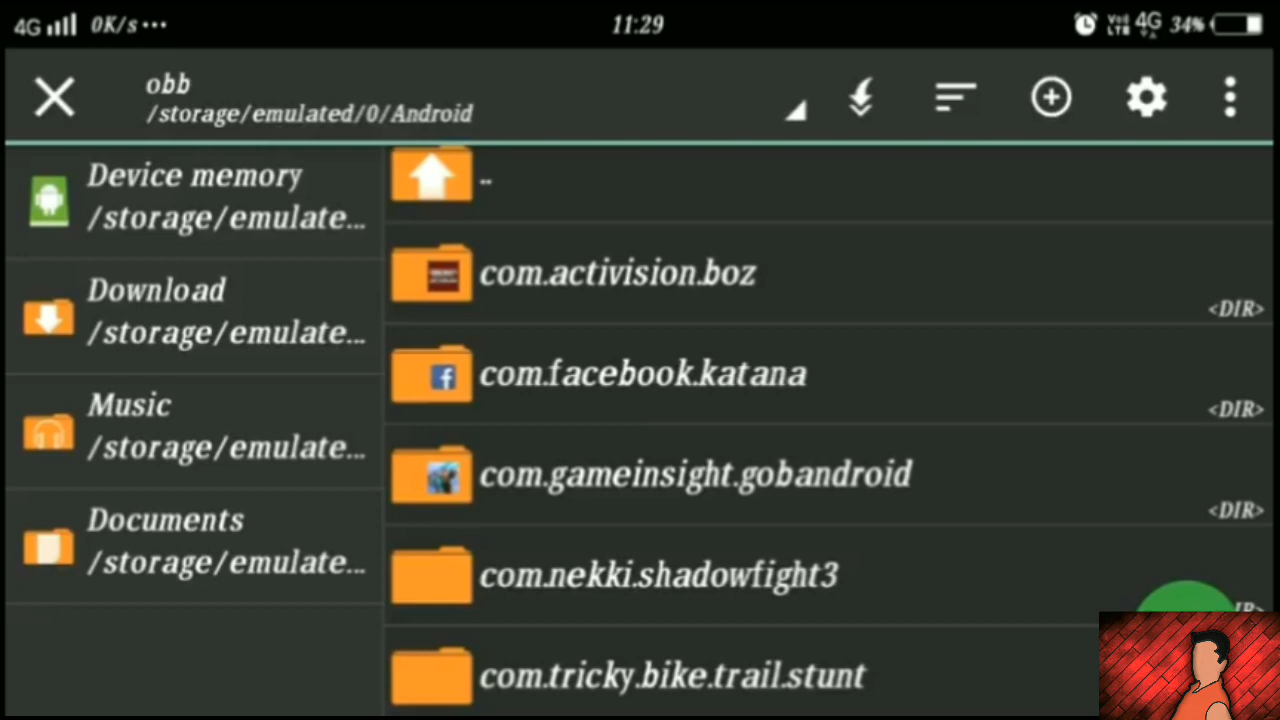 4G 0K/s ··· 11:29 4G 34%
obb
/storage/emulated/0/Android
Device memory
/storage/emulate...
Download
/storage/emulate...
Music
/storage/emulate...
Documents
/storage/emulate...
..
com.activision.boz
<DIR>
com.facebook.katana
<DIR>
com.gameinsight.gobandroid
<DIR>
com.nekki.shadowfight3
com.tricky.bike.trail.stunt